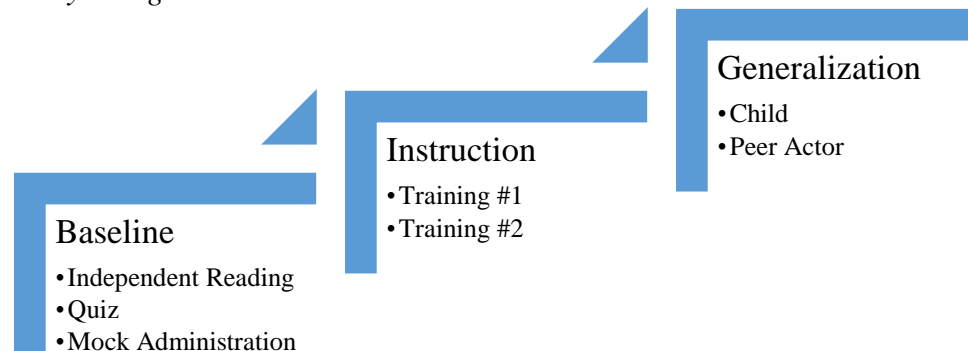 Generalization
•Child
•Peer Actor
Instruction
•Training #1
•Training #2
Baseline
•Independent Reading
•Quiz
•Mock Administration